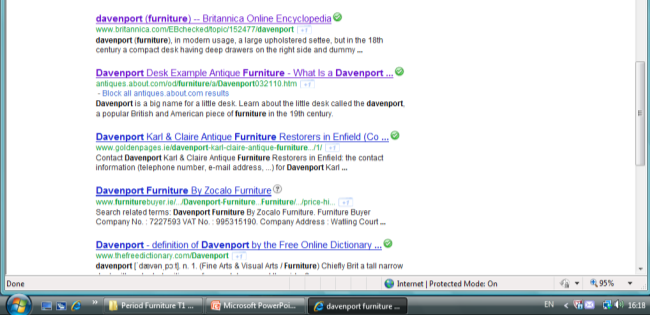 davenport (furniture) -- Britannica Online Encyclopedia
www.britannica.com/EBchecked/topic/152477/davenport +1
davenport (furniture), in modern usage, a large upholstered settee, but in the 18th
century a compact desk having deep drawers on the right side and dummy ...
Davenport Desk Example Antique Furniture - What Is a Davenport ...
antiques.about.com/od/furniture/a/Davenport032110.htm +1
- Block all antiques.about.com results
Davenport is a big name for a little desk. Learn about the little desk called the davenport,
a popular British and American piece of furniture in the 19th century.
Davenport Karl & Claire Antique Furniture Restorers in Enfield (Co ...
www.goldenpages.ie/davenport-karl-claire-antique-furniture.../1/ +1
Contact Davenport Karl & Claire Antique Furniture Restorers in Enfield: the contact
information (telephone number, e-mail address, ...) for Davenport Karl ...
Davenport Furniture By Zocalo Furniture ?
www.furniturebuyer.ie/.../Davenport-Furniture...Furniture/.../price-hi... +1
Search related terms: Davenport Furniture By Zocalo Furniture. Furniture Buyer
Company No. : 7227593 VAT No. : 995315190. Company Address : Watling Court ...
Davenport - definition of Davenport by the Free Online Dictionary ...
www.thefreedictionary.com/Davenport +1
davenport [ˈdævənˌpɔːt]. n. 1. (Fine Arts & Visual Arts / Furniture) Chiefly Brit a tall narrow
Done Internet | Protected Mode: On 95%
Period Furniture T1 ... Microsoft PowerPoi... davenport furniture ... EN 16:18